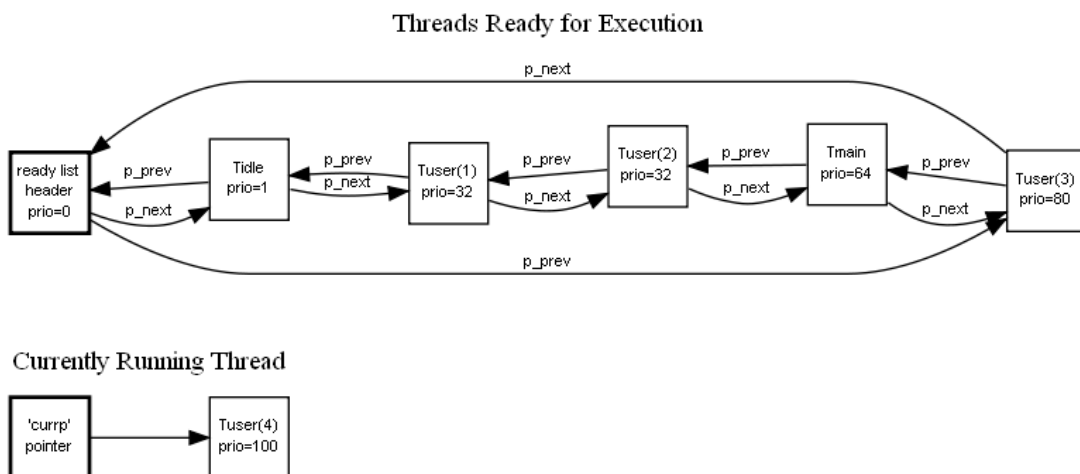 Threads Ready for Execution
p_next
ready list
header
prio=0
p_prev
p_next
Tidle
prio=1
p_prev
p_next
Tuser(1)
prio=32
p_prev
p_next
Tuser(2)
prio=32
p_prev
p_next
Tmain
prio=64
p_prev
p_next
Tuser(3)
prio=80
p_prev
Currently Running Thread
'currp'
pointer
Tuser(4)
prio=100